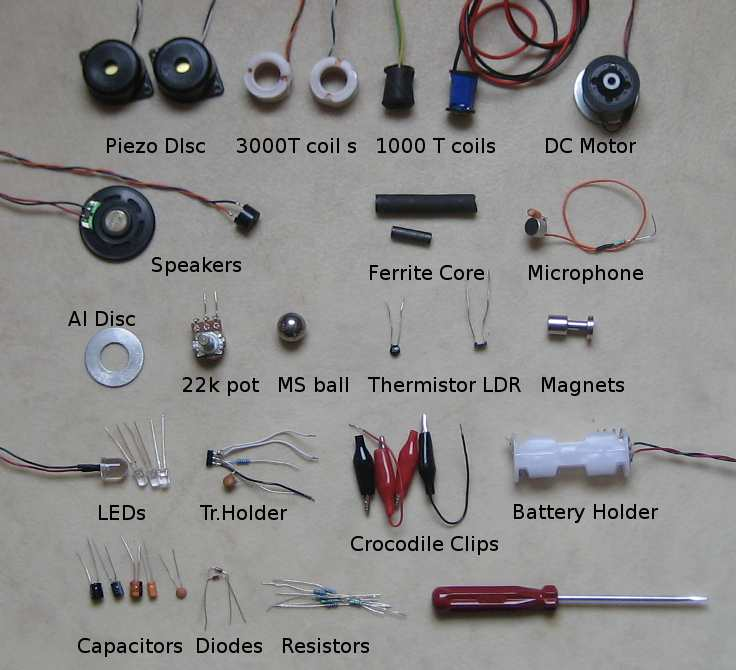 Piezo DIsc
3000T coil s
1000 T coils
DC Motor
Speakers
Ferrite Core
Microphone
Al Disc
22k pot
MS ball
Thermistor
LDR
Magnets
LEDs
Tr.Holder
Crocodile Clips
Battery Holder
Capacitors
Diodes
Resistors